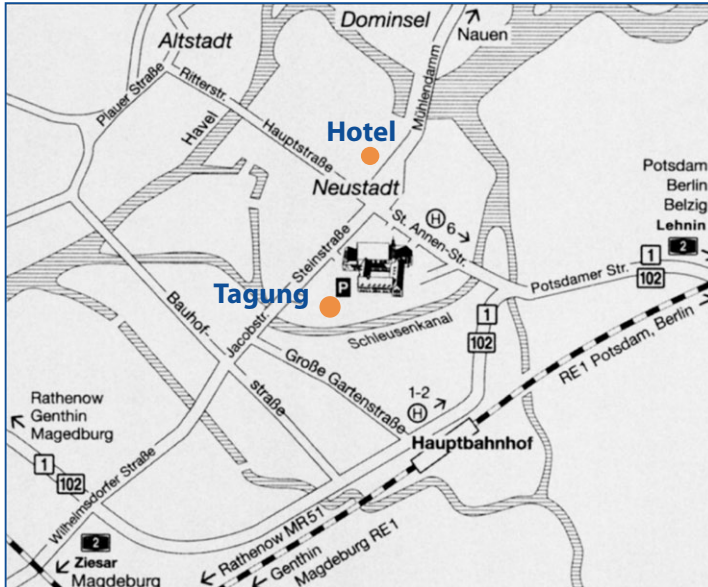 Dominsel
Nauen
Altstadt
Plauer Straße
Ritterstr.
Hauptstraße
Havel
Mühlendamm
Hotel
Neustadt
St. Annen-Str.
H 6
Steinstraße
P
Tagung
Potsdam
Berlin
Belzig
Lehnin
2
1
102
Potsdamer Str.
1
102
Schleusenkanal
RE1 Potsdam, Berlin
Jacobstr.
Bauhof-
straße
Große Gartenstraße
1-2
H
Hauptbahnhof
Rathenow
Genthin
Magedburg
1
102
Wilhelmsdorfer Straße
2
Ziesar
Magdeburg
Rathenow MR51
Genthin
Magdeburg RE1